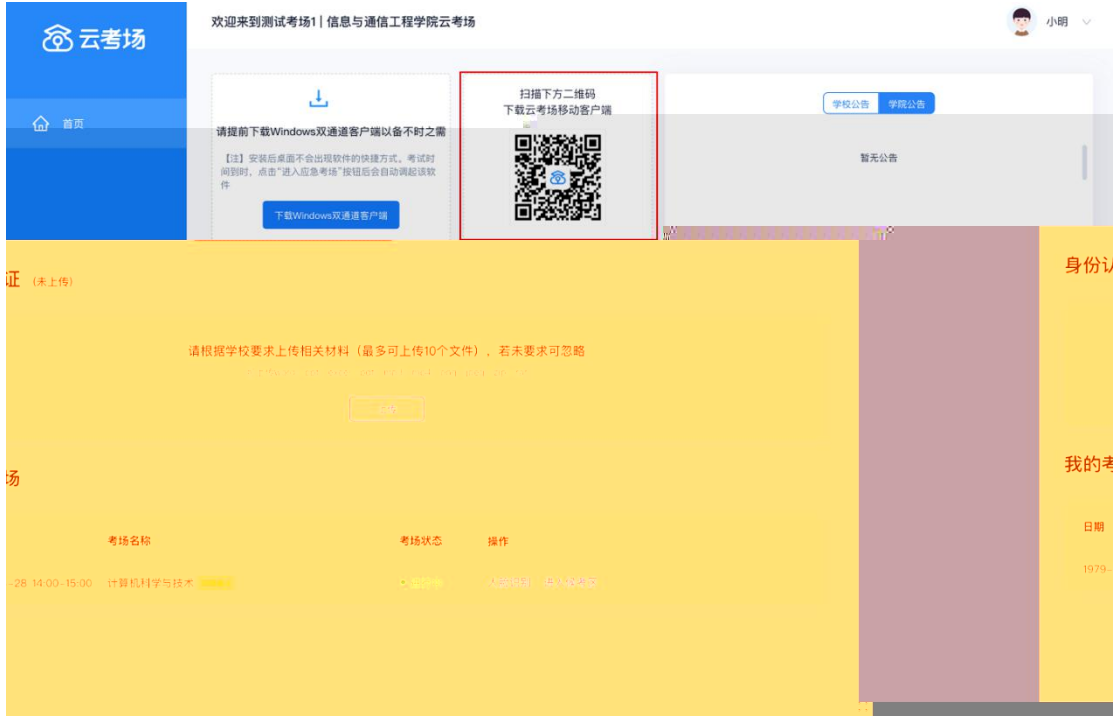 云考场
欢迎来到测试考场1 | 信息与通信工程学院云考场
小明
首页
请提前下载Windows双通道客户端以备不时之需
【注】安装后桌面不会出现软件的快捷方式。考试时
间到时,点击"进入应急考场"按钮后会自动调起该软
件
下载Windows双通道客户端
扫描下方二维码
下载云考场移动客户端
学校公告 学院公告
暂无公告
身份认
证 (未上传)
请根据学校要求上传相关材料(最多可上传10个文件),若未要求可忽略
上传
我的考
场
日期
考场名称 考场状态 操作
1979-
-28 14:00-15:00 计算机科学与技术